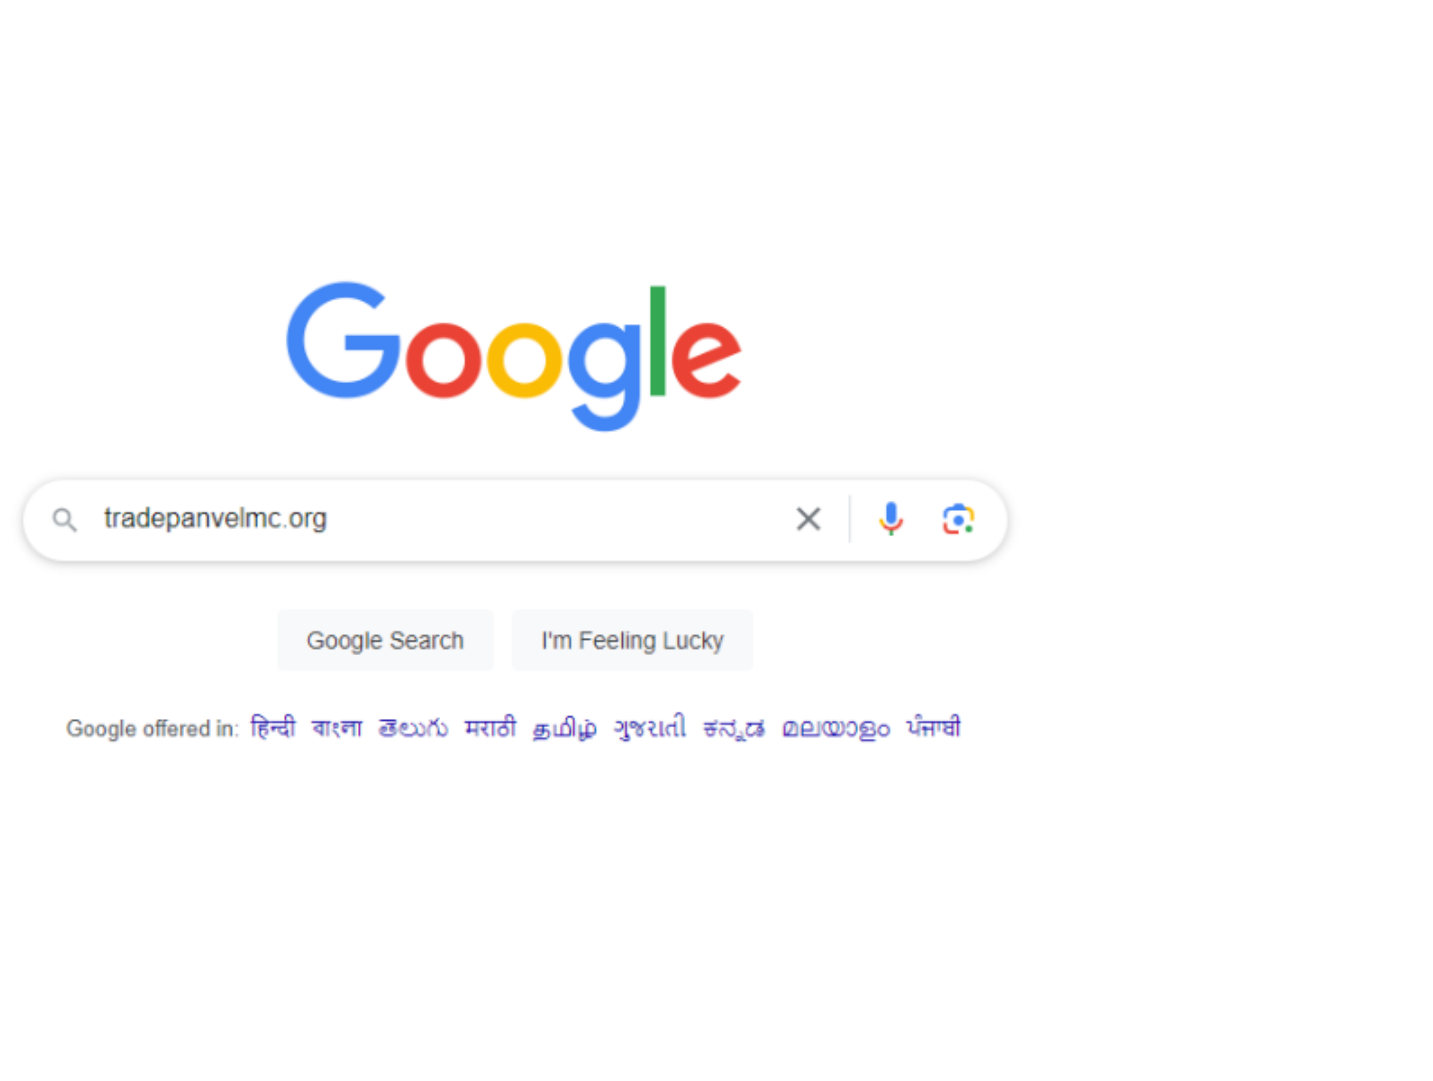 Google
tradepanvelmc.org
Google Search I'm Feeling Lucky
Google offered in: हिन्दी বাংলা తెలుగు मराठी தமிழ் ગુજરાતી ಕನ್ನಡ മലയാളം ਪੰਜਾਬੀ